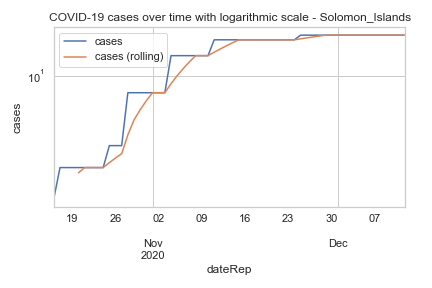 COVID-19 cases over time with logarithmic scale - Solomon_Islands
cases
cases (rolling)
10¹
cases
19 26 02 09 16 23 30 07
Nov Dec
2020
dateRep